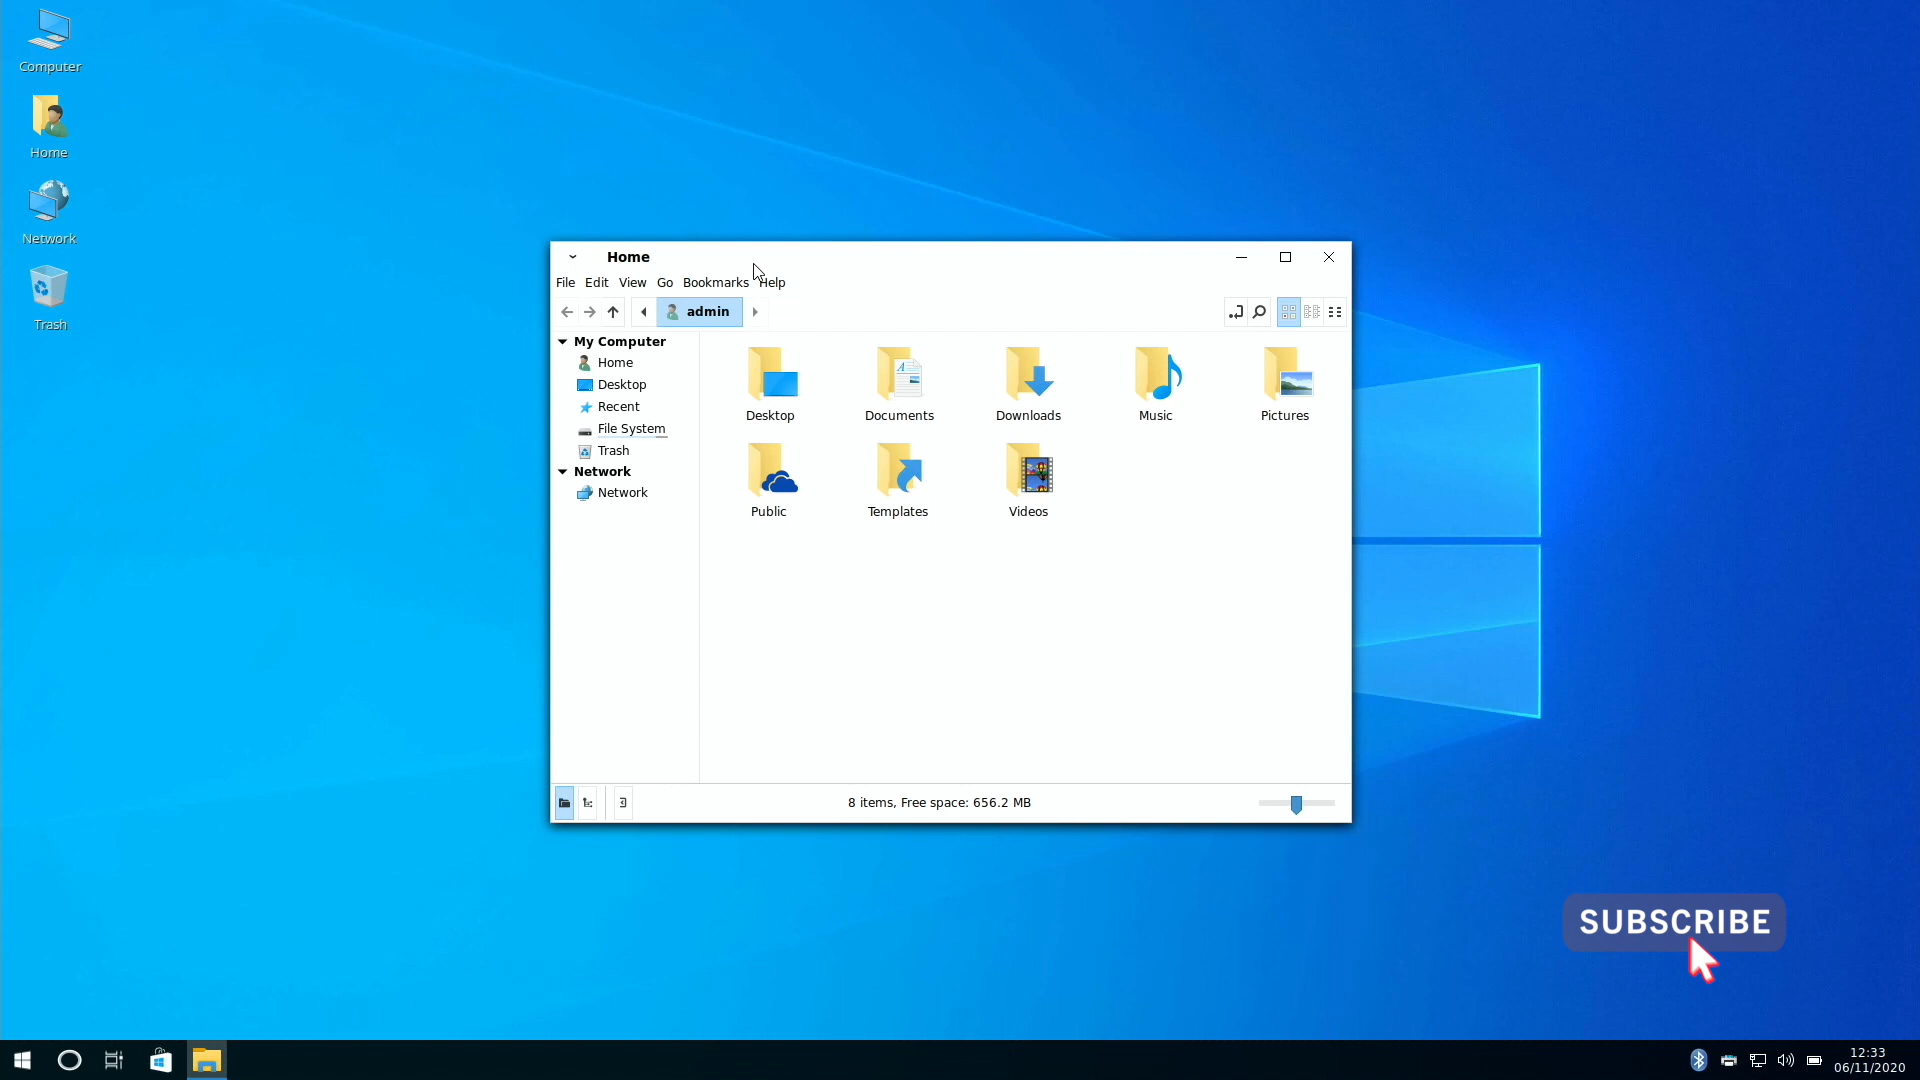 Computer
Home
Network
Trash
Home
File Edit View Go Bookmarks Help
admin
My Computer
Home
Desktop
Recent
File System
Trash
Network
Network
Desktop Documents Downloads Music Pictures
Public Templates Videos
8 items, Free space: 656.2 MB
SUBSCRIBE
12:33
06/11/2020